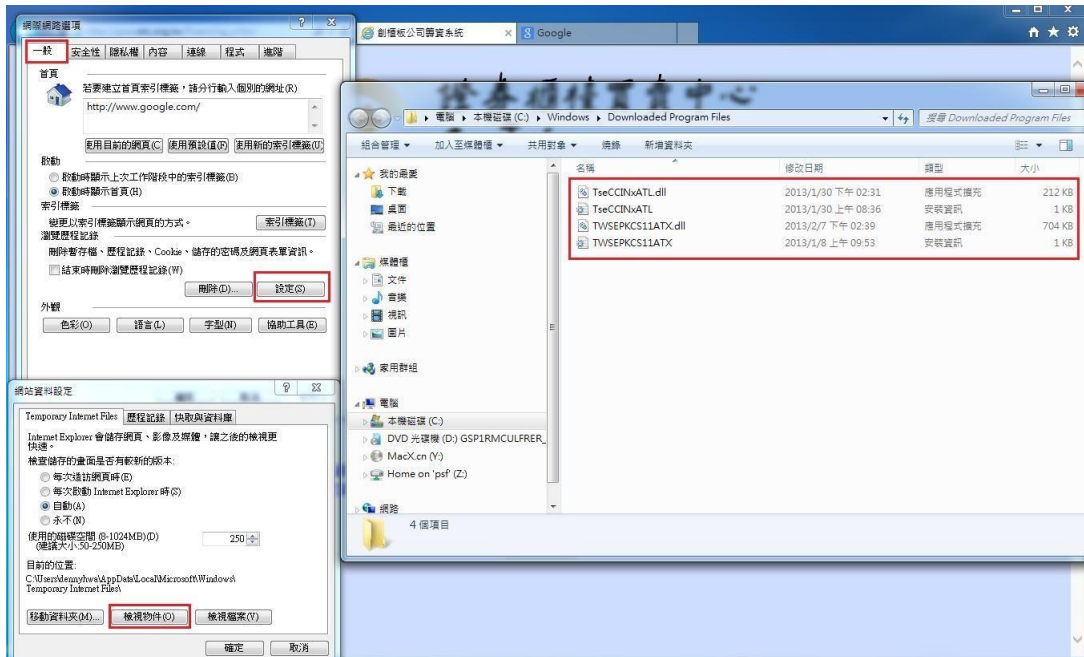 網際網路選項
一般 安全性 隱私權 內容 連線 程式 進階
首頁
若要建立首頁索引標籤，請分行輸入個別的網址(R)
http://www.google.com/
使用目前的網頁(C) 使用預設值(F) 使用新的索引標籤(U)
啟動
啟動時顯示上次工作階段中的索引標籤(B)
啟動時顯示首頁(H)
索引標籤
變更以索引標籤顯示網頁的方式。 索引標籤(T)
瀏覽歷程記錄
刪除暫存檔、歷程記錄、Cookie、儲存的密碼及網頁表單資訊。
結束時刪除瀏覽歷程記錄(W)
刪除(D)... 設定(S)
外觀
色彩(O) 語言(L) 字型(N) 協助工具(E)
網站資料設定
Temporary Internet Files 歷程記錄 快取與資料庫
Internet Explorer 會儲存網頁、影像及媒體，讓之後的檢視更
快速。
檢查儲存的畫面是否有較新的版本:
每次造訪網頁時(E)
每次啟動 Internet Explorer 時(S)
自動(A)
永不(N)
使用的磁碟空間 (8-1024MB)(D) 250
(建議大小:50-250MB)
目前的位置:
C:\Users\dennyhwa\AppData\Local\Microsoft\Windows\
Temporary Internet Files\
移動資料夾(M)... 檢視物件(O) 檢視檔案(V)
確定 取消
創櫃板公司籌資系統 Google
證券櫃檯買賣中心
電腦 本機磁碟 (C:) Windows Downloaded Program Files 搜尋 Downloaded Program Files
組合管理 加入至媒體櫃 共用對象 燒錄 新增資料夾
我的最愛
下載
桌面
最近的位置
媒體櫃
文件
音樂
視訊
圖片
家用群組
電腦
本機磁碟 (C:)
DVD 光碟機 (D:) GSP1RMCULFRER_
MacX.cn (Y:)
Home on 'psf' (Z:)
網路
名稱 修改日期 類型 大小
TseCCINxATL.dll 2013/1/30 下午 02:31 應用程式擴充 212 KB
TseCCINxATL 2013/1/30 上午 08:36 安裝資訊 1 KB
TWSEPKCS11ATX.dll 2013/2/7 下午 02:39 應用程式擴充 704 KB
TWSEPKCS11ATX 2013/1/8 上午 09:53 安裝資訊 1 KB
4 個項目